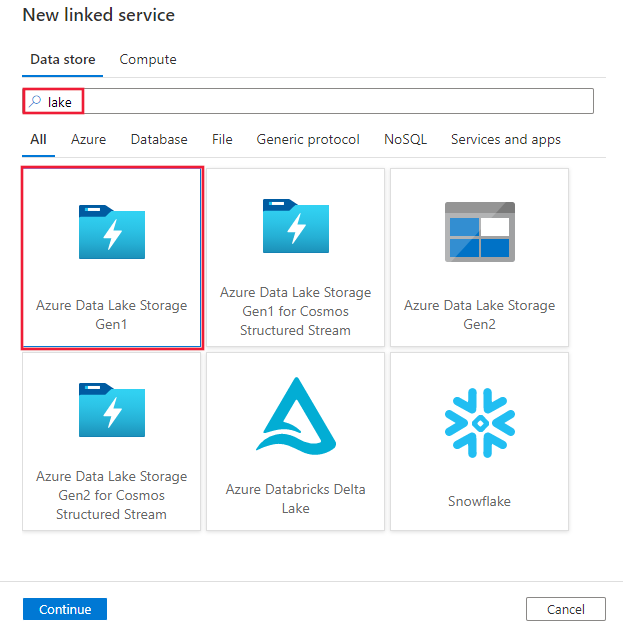 New linked service
Data store
Compute
lake
All
Azure
Database
File
Generic protocol
NoSQL
Services and apps
Azure Data Lake Storage
Gen1
Azure Data Lake Storage
Gen1 for Cosmos
Structured Stream
Azure Data Lake Storage
Gen2
Azure Data Lake Storage
Gen2 for Cosmos
Structured Stream
Azure Databricks Delta
Lake
Snowflake
Continue
Cancel